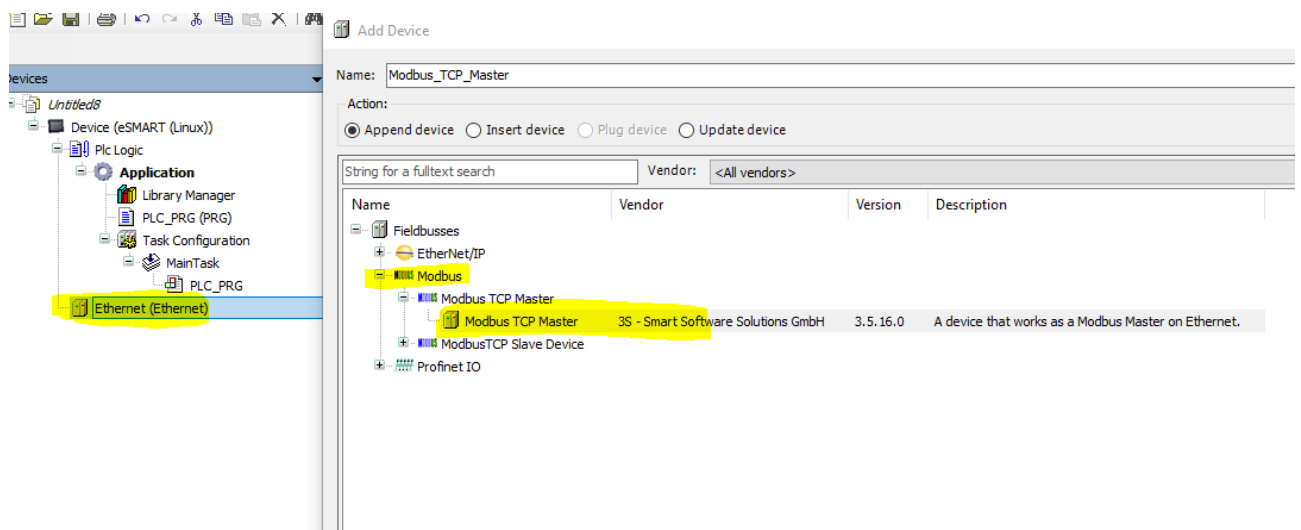 Add Device
Devices
Name: Modbus_TCP_Master
Untitled8
Action:
Device (eSMART (Linux))
Append device Insert device Plug device Update device
Plc Logic
Application
String for a fulltext search Vendor: <All vendors>
Library Manager
Name Vendor Version Description
PLC_PRG (PRG)
Fieldbusses
Task Configuration
EtherNet/IP
MainTask
Modbus
PLC_PRG
Modbus TCP Master
Ethernet (Ethernet)
Modbus TCP Master 3S - Smart Software Solutions GmbH 3.5.16.0 A device that works as a Modbus Master on Ethernet.
ModbusTCP Slave Device
Profinet IO